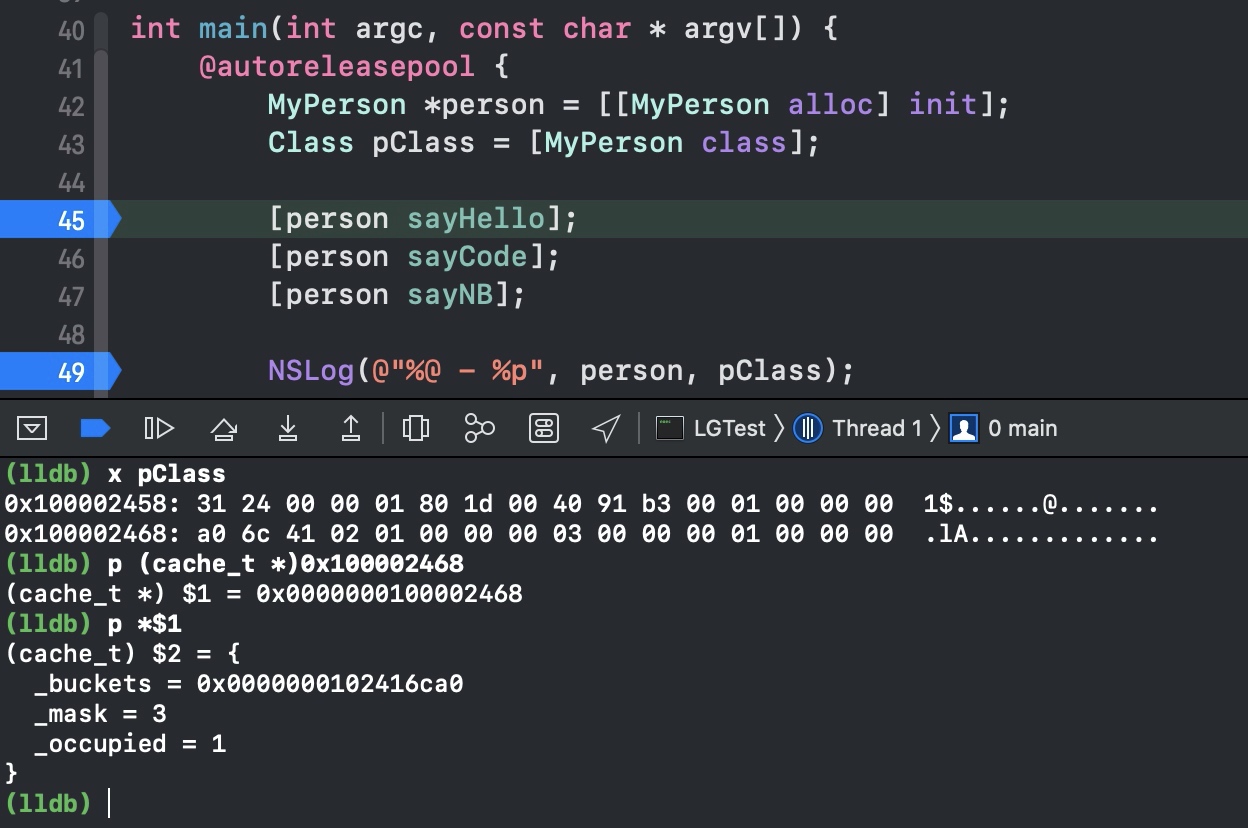 40 int main(int argc, const char * argv[]) {
41 @autoreleasepool {
42 MyPerson *person = [[MyPerson alloc] init];
43 Class pClass = [MyPerson class];
44
45 [person sayHello];
46 [person sayCode];
47 [person sayNB];
48
49 NSLog(@"%@ - %p", person, pClass);
LGTest 〉 Thread 1 〉 0 main
(lldb) x pClass
0x100002458: 31 24 00 00 01 80 1d 00 40 91 b3 00 01 00 00 00  1$......@.......
0x100002468: a0 6c 41 02 01 00 00 00 03 00 00 00 01 00 00 00  .lA.............
(lldb) p (cache_t *)0x100002468
(cache_t *) $1 = 0x0000000100002468
(lldb) p *$1
(cache_t) $2 = {
  _buckets = 0x0000000102416ca0
  _mask = 3
  _occupied = 1
}
(lldb)